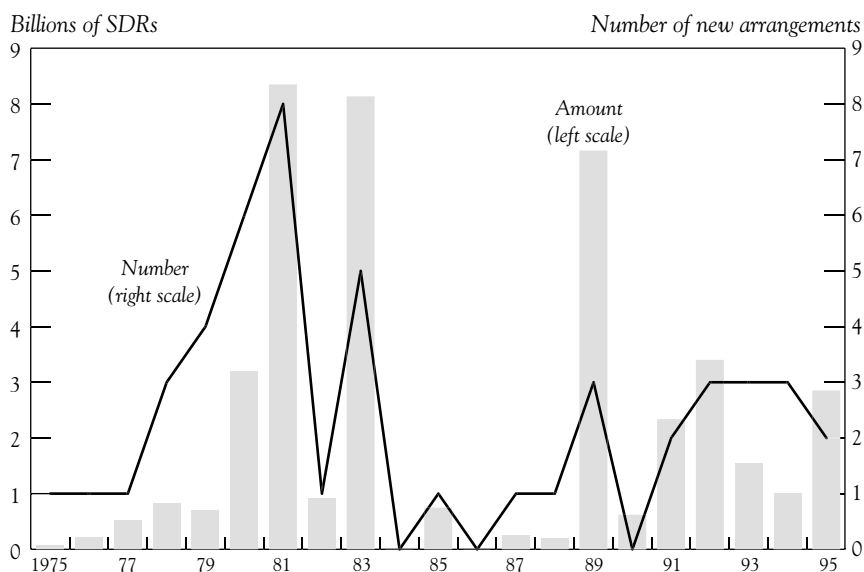 Billions of SDRs
Number of new arrangements
9
8
7
6
5
4
3
2
1
0
Amount
(left scale)
Number
(right scale)
9
8
7
6
5
4
3
2
1
0
1975 77 79 81 83 85 87 89 91 93 95